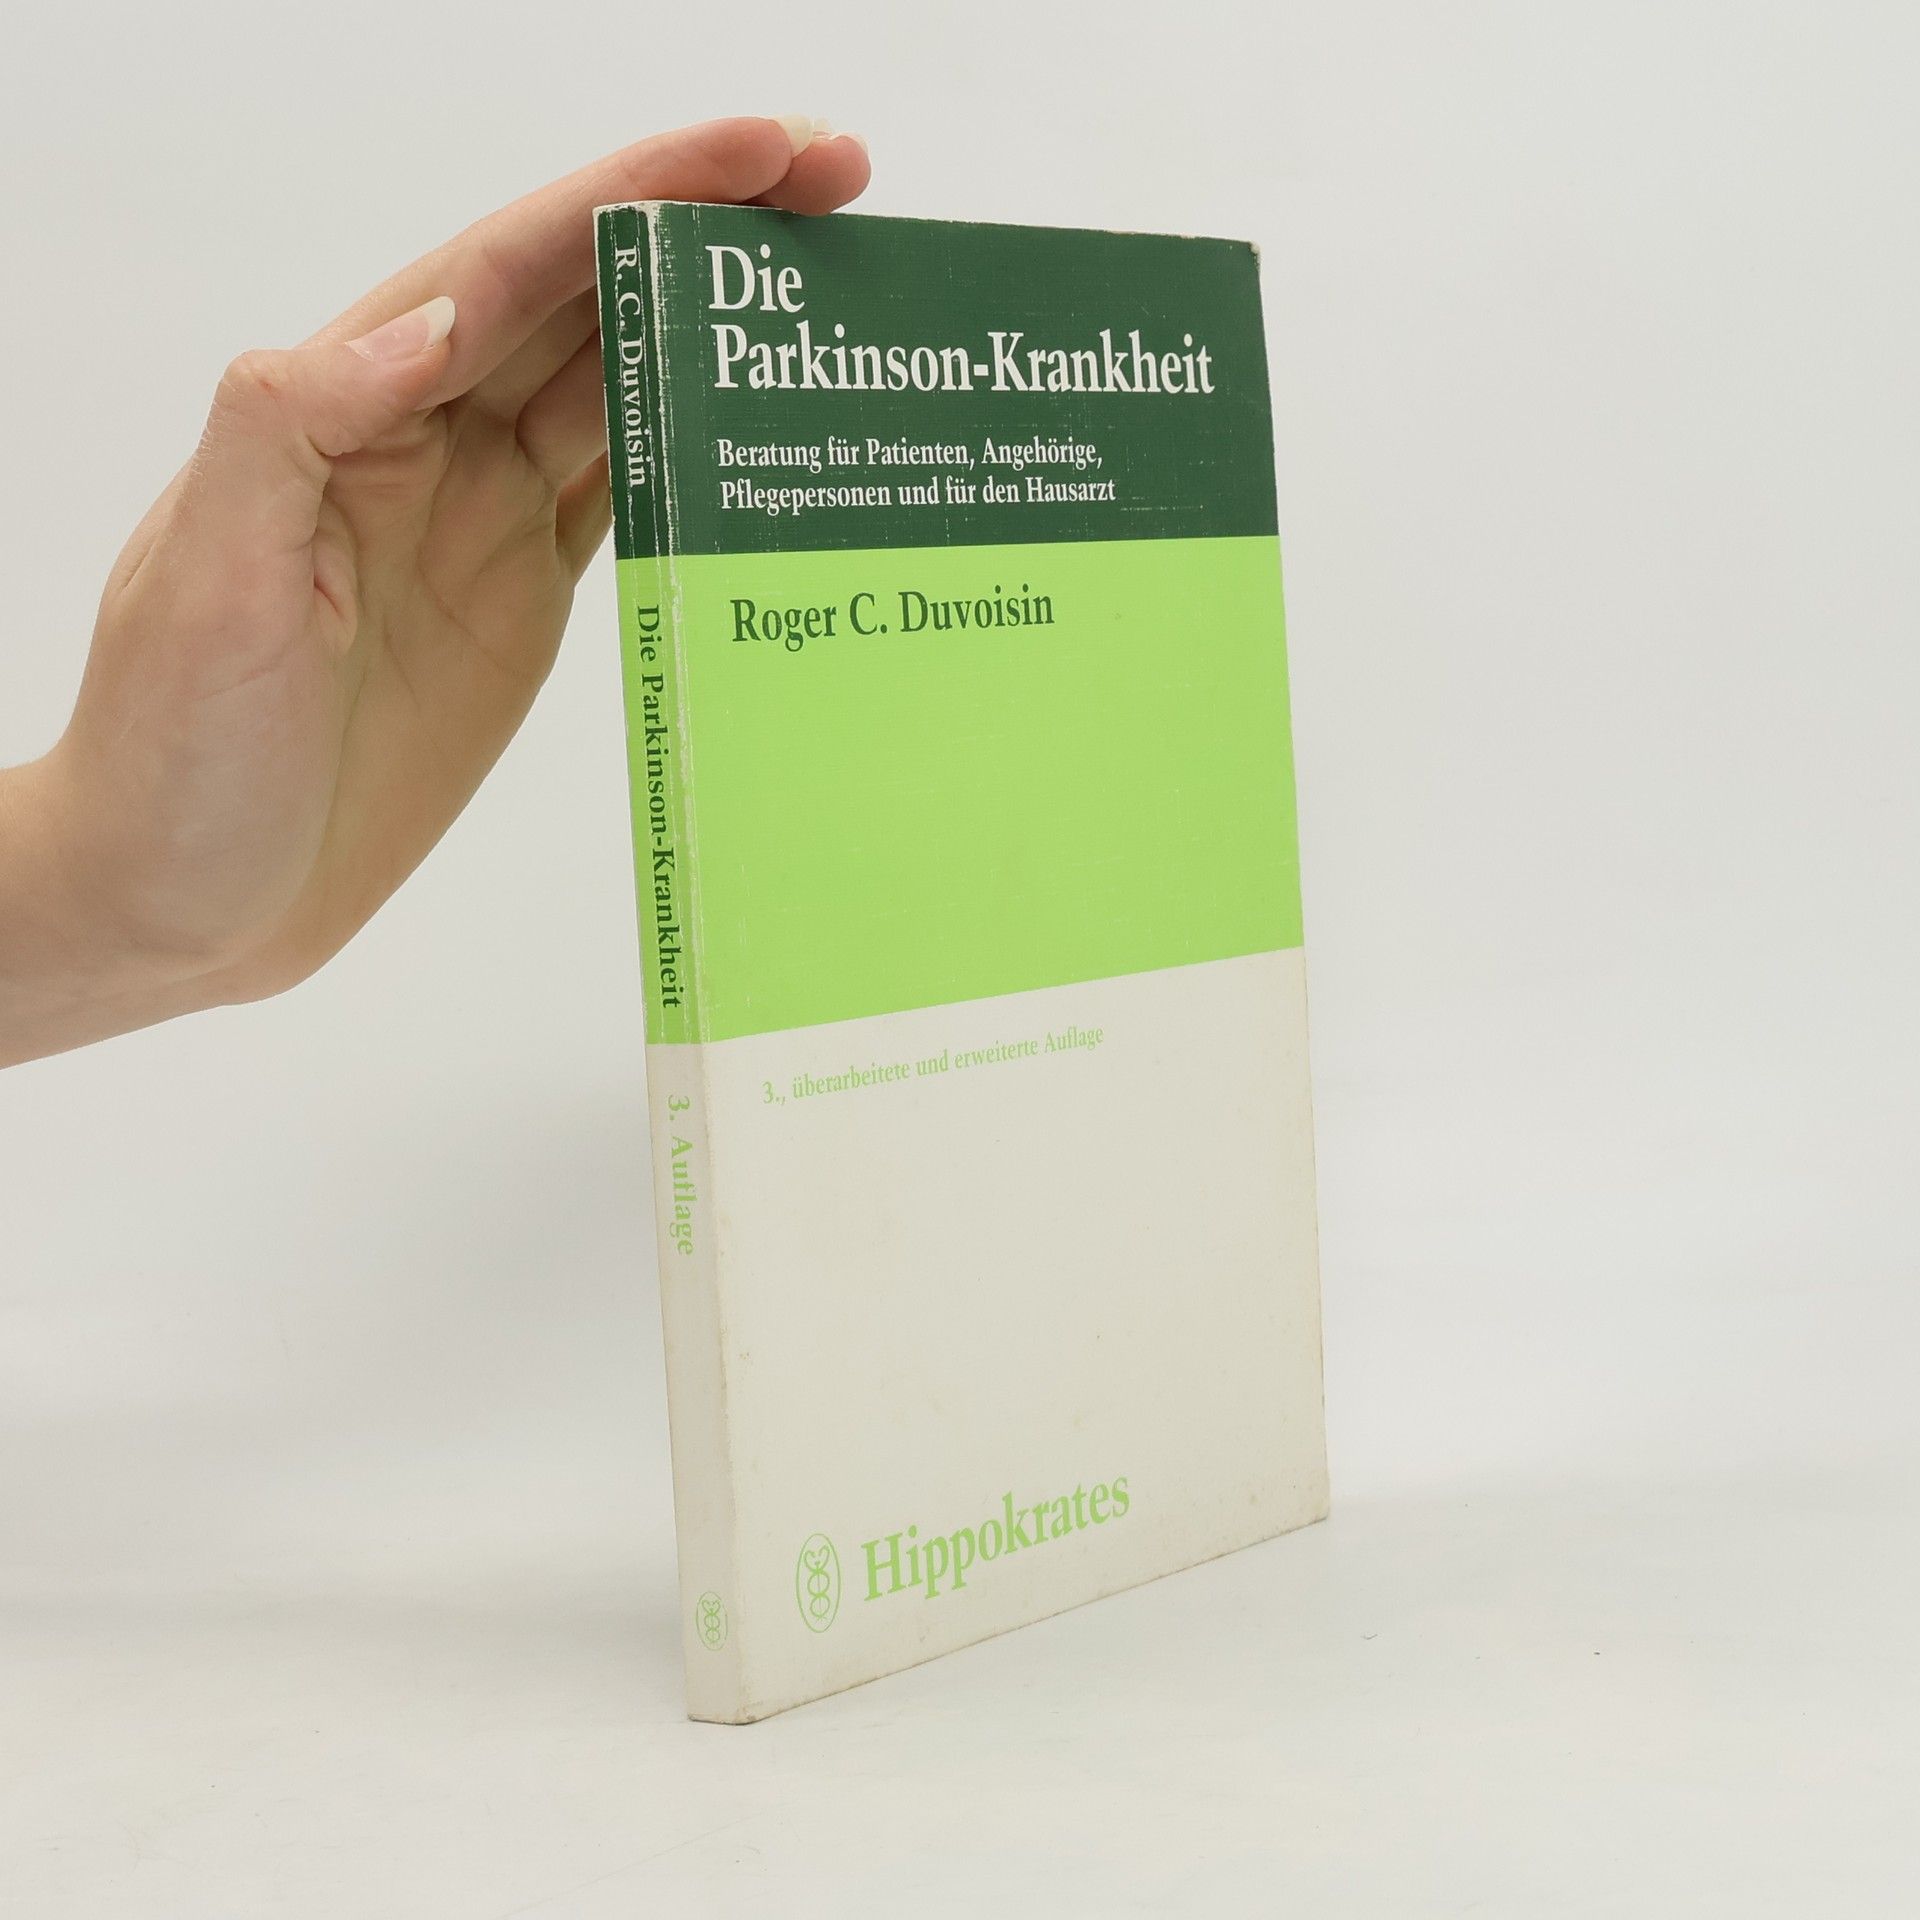 Die
Parkinson-Krankheit
Beratung für Patienten, Angehörige,
Pflegepersonen und für den Hausarzt
Roger C. Duvoisin
3., überarbeitete und erweiterte Auflage
Hippokrates
R. C. Duvoisin
Die Parkinson-Krankheit
3. Auflage